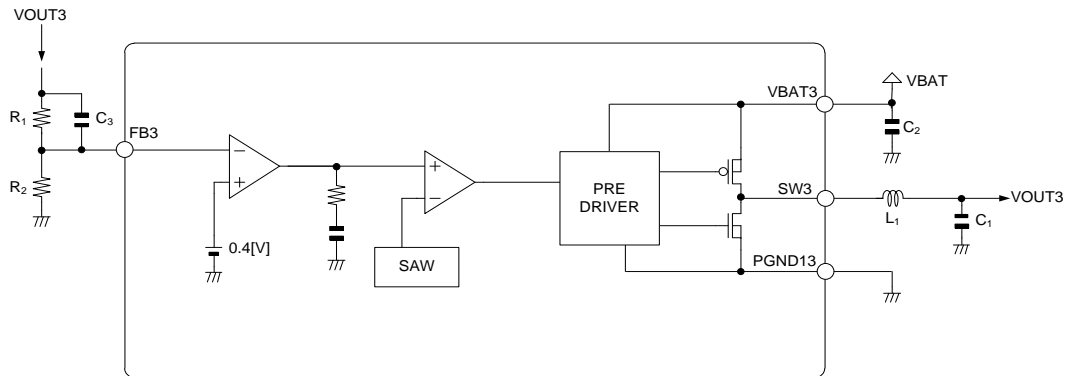 VOUT3
R1
C3
R2
FB3
−
+
0.4[V]
+
−
SAW
PRE
DRIVER
VBAT3
VBAT
C2
SW3
L1
C1
VOUT3
PGND13